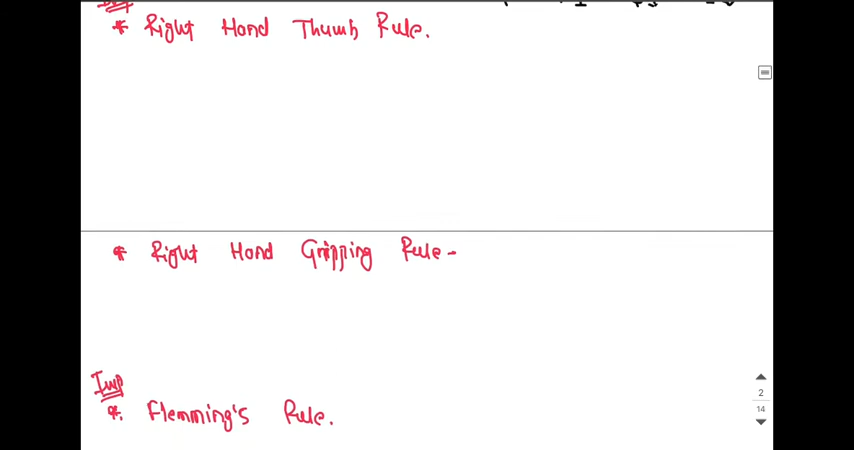 * Right Hand Thumb Rule.
* Right Hand Gripping Rule -
Imp
*. Flemming's Rule.
2
14